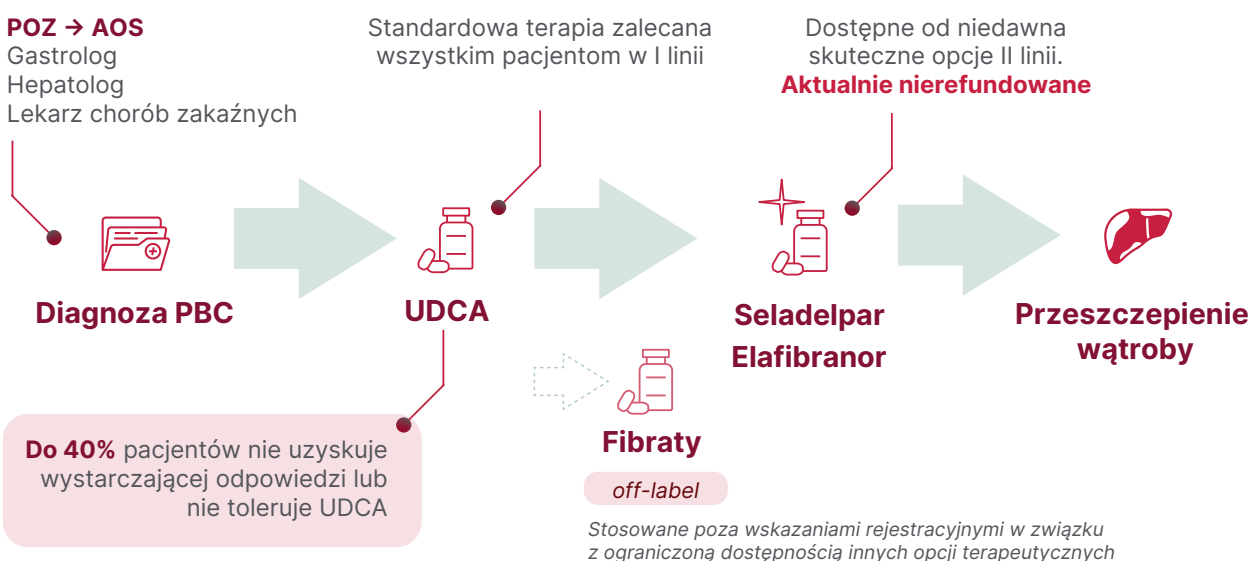 POZ → AOS
Gastrolog
Hepatolog
Lekarz chorób zakaźnych
Standardowa terapia zalecana
wszystkim pacjentom w I linii
Dostępne od niedawna
skuteczne opcje II linii.
Aktualnie nierefundowane
Diagnoza PBC
UDCA
Seladelpar
Elafibranor
Przeszczepienie
wątroby
Do 40% pacjentów nie uzyskuje
wystarczającej odpowiedzi lub
nie toleruje UDCA
Fibraty
off-label
Stosowane poza wskazaniami rejestracyjnymi w związku
z ograniczoną dostępnością innych opcji terapeutycznych